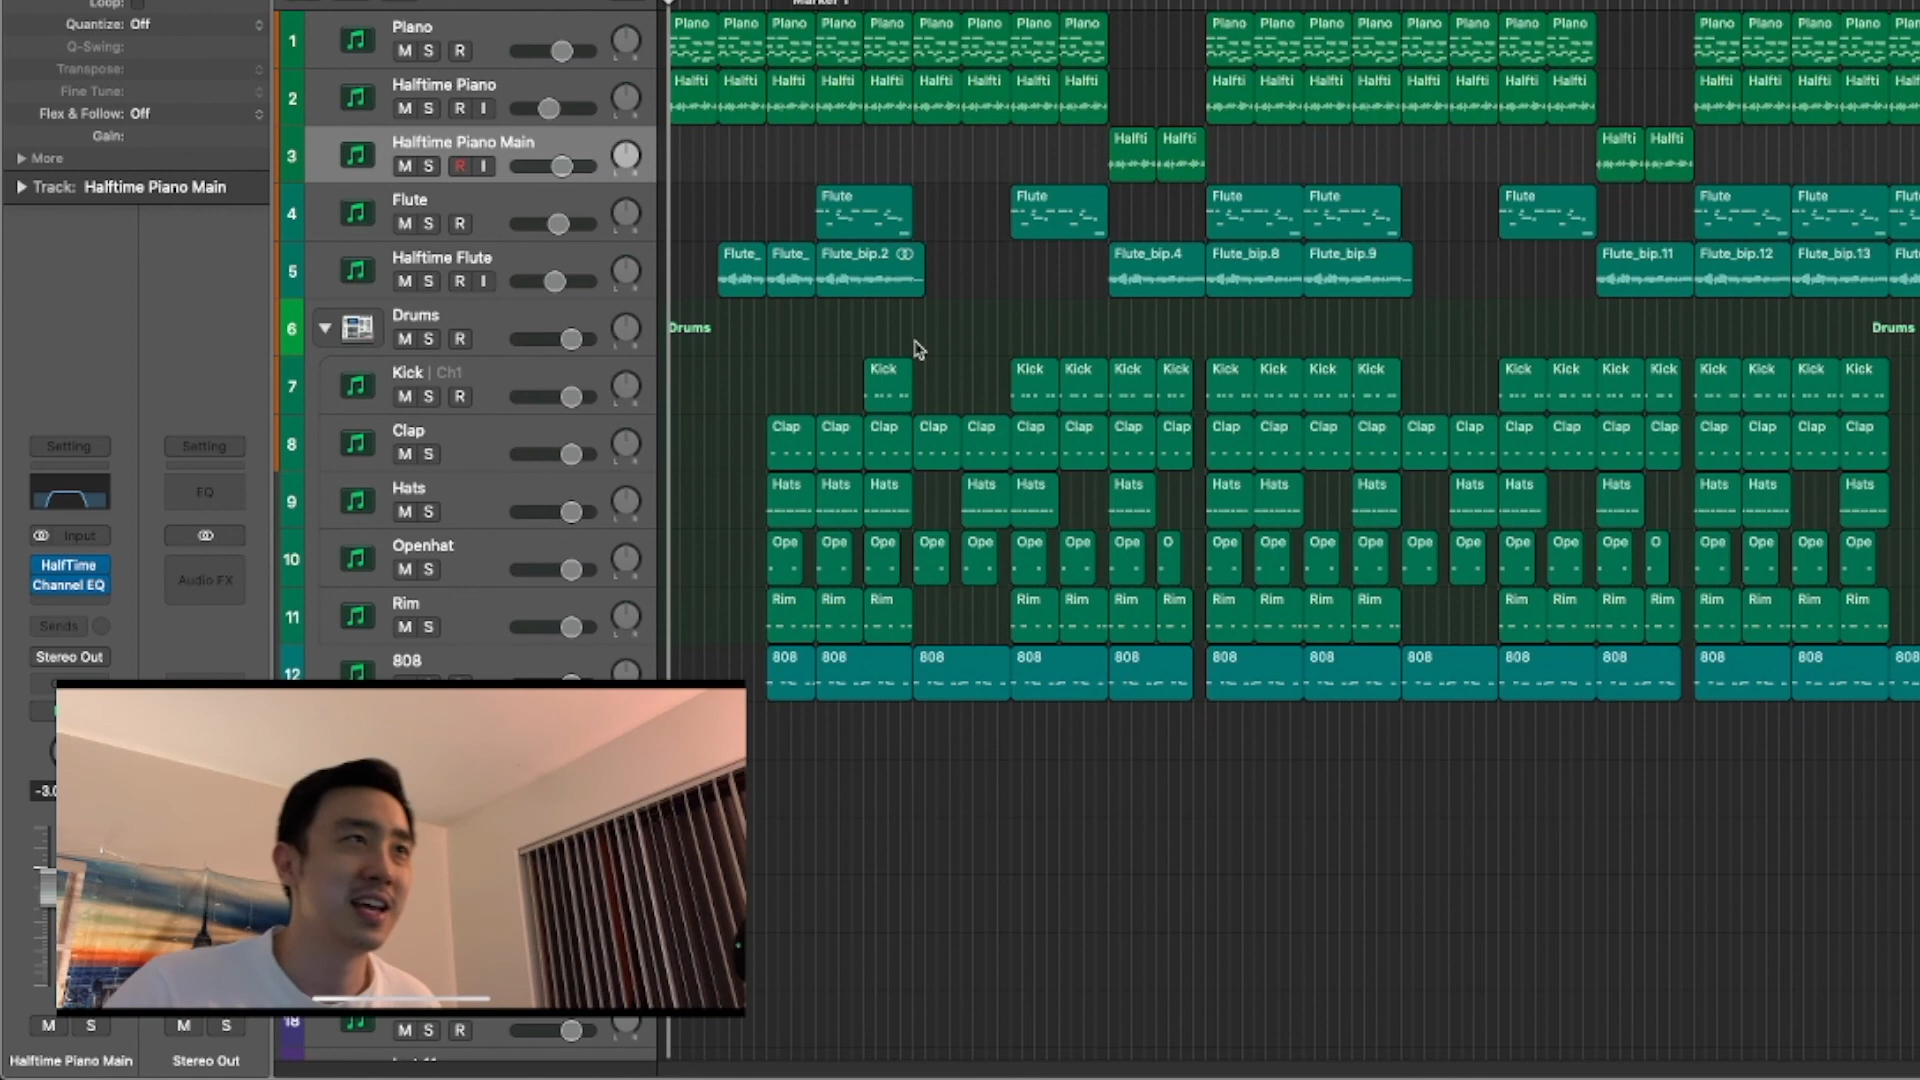 Loop:
Quantize: Off
Q-Swing:
Transpose:
Fine Tune:
Flex & Follow: Off
Gain:
More
Track: Halftime Piano Main
Setting
Setting
EQ
Input
HalfTime
Channel EQ
Audio FX
Sends
Stereo Out
-3.0
M S
M S
Halftime Piano Main
Stereo Out
Marker 1
1 Piano
M S R
Piano Piano Piano Piano Piano Piano Piano Piano Piano Piano Piano Piano Piano Piano Piano Piano Piano Piano Piano Piano Piano
2 Halftime Piano
M S R I
Halfti Halfti Halfti Halfti Halfti Halfti Halfti Halfti Halfti Halfti Halfti Halfti Halfti Halfti Halfti Halfti Halfti Halfti Halfti Halfti Halfti
3 Halftime Piano Main
M S R I
Halfti Halfti Halfti Halfti
4 Flute
M S R
Flute Flute Flute Flute Flute Flute Flute Flute
5 Halftime Flute
M S R I
Flute_ Flute_ Flute_bip.2 Flute_bip.4 Flute_bip.8 Flute_bip.9 Flute_bip.11 Flute_bip.12 Flute_bip.13 Flut
6 Drums
M S R
Drums Drums
7 Kick | Ch1
M S R
Kick Kick Kick Kick Kick Kick Kick Kick Kick Kick Kick Kick Kick Kick Kick Kick Kick
8 Clap
M S
Clap Clap Clap Clap Clap Clap Clap Clap Clap Clap Clap Clap Clap Clap Clap Clap Clap Clap Clap Clap Clap Clap Clap
9 Hats
M S
Hats Hats Hats Hats Hats Hats Hats Hats Hats Hats Hats Hats Hats Hats Hats
10 Openhat
M S
Ope Ope Ope Ope Ope Ope Ope Ope O Ope Ope Ope Ope Ope Ope Ope Ope Ope O Ope Ope Ope Ope
11 Rim
M S
Rim Rim Rim Rim Rim Rim Rim Rim Rim Rim Rim Rim Rim Rim Rim Rim Rim Rim Rim
12 808
808 808 808 808 808 808 808 808 808 808 808 808 808
18
M S R